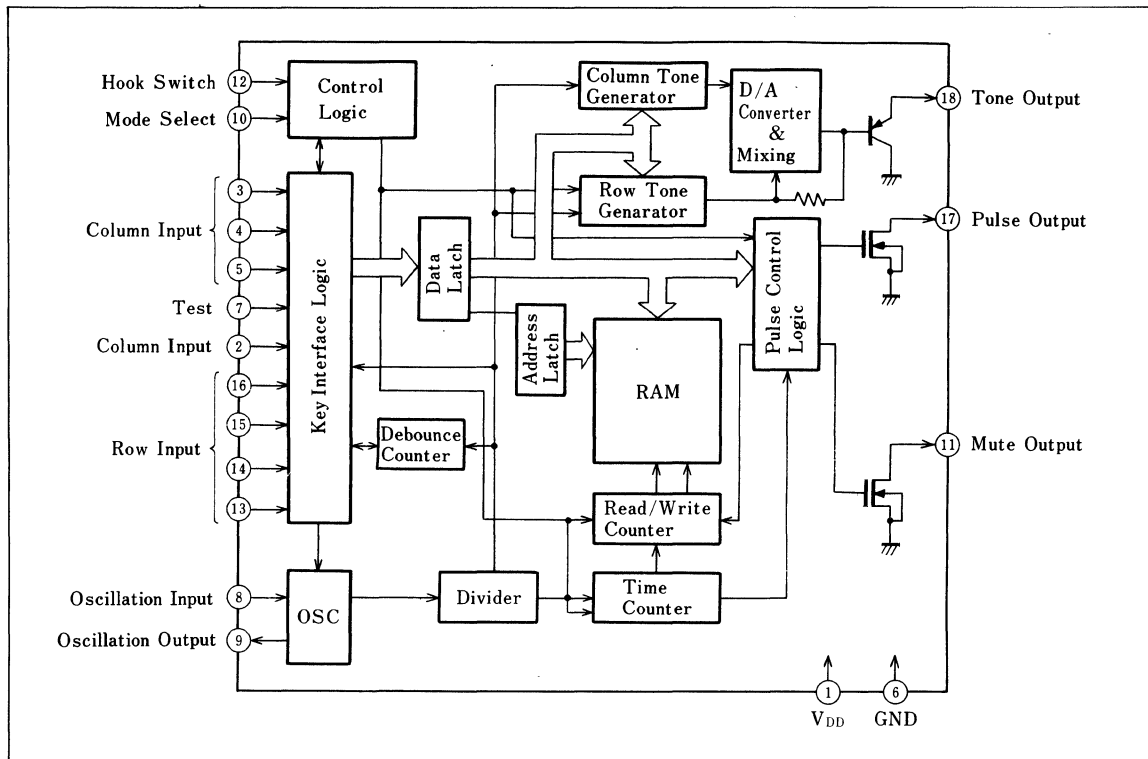 Hook Switch
12
Mode Select
10
Control
Logic
Column Input
3
4
5
Test
7
Column Input
2
Row Input
16
15
14
13
Key Interface Logic
Oscillation Input
8
Oscillation Output
9
OSC
Divider
Debounce
Counter
Data
Latch
Address
Latch
Column Tone
Generator
Row Tone
Genarator
D/A
Converter
&
Mixing
RAM
Read/Write
Counter
Time
Counter
Pulse Control
Logic
18
Tone Output
17
Pulse Output
11
Mute Output
1
VDD
6
GND